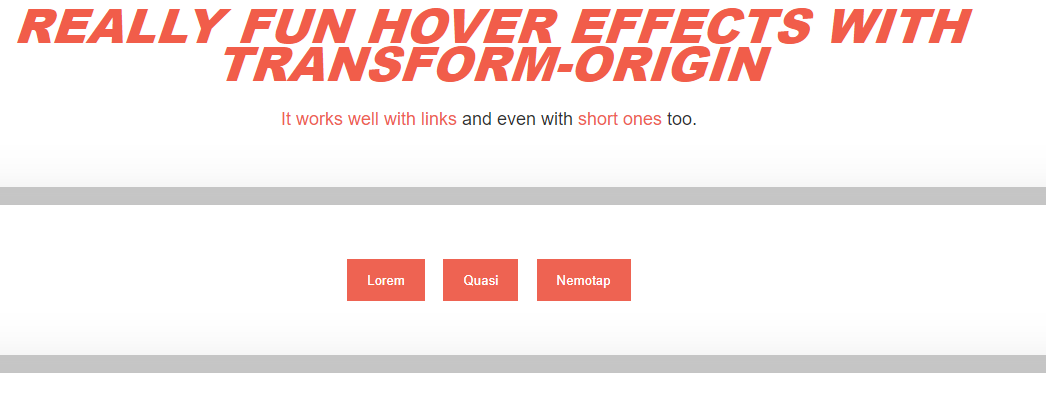 REALLY FUN HOVER EFFECTS WITH
TRANSFORM-ORIGIN
It works well with links and even with short ones too.
Lorem Quasi Nemotap